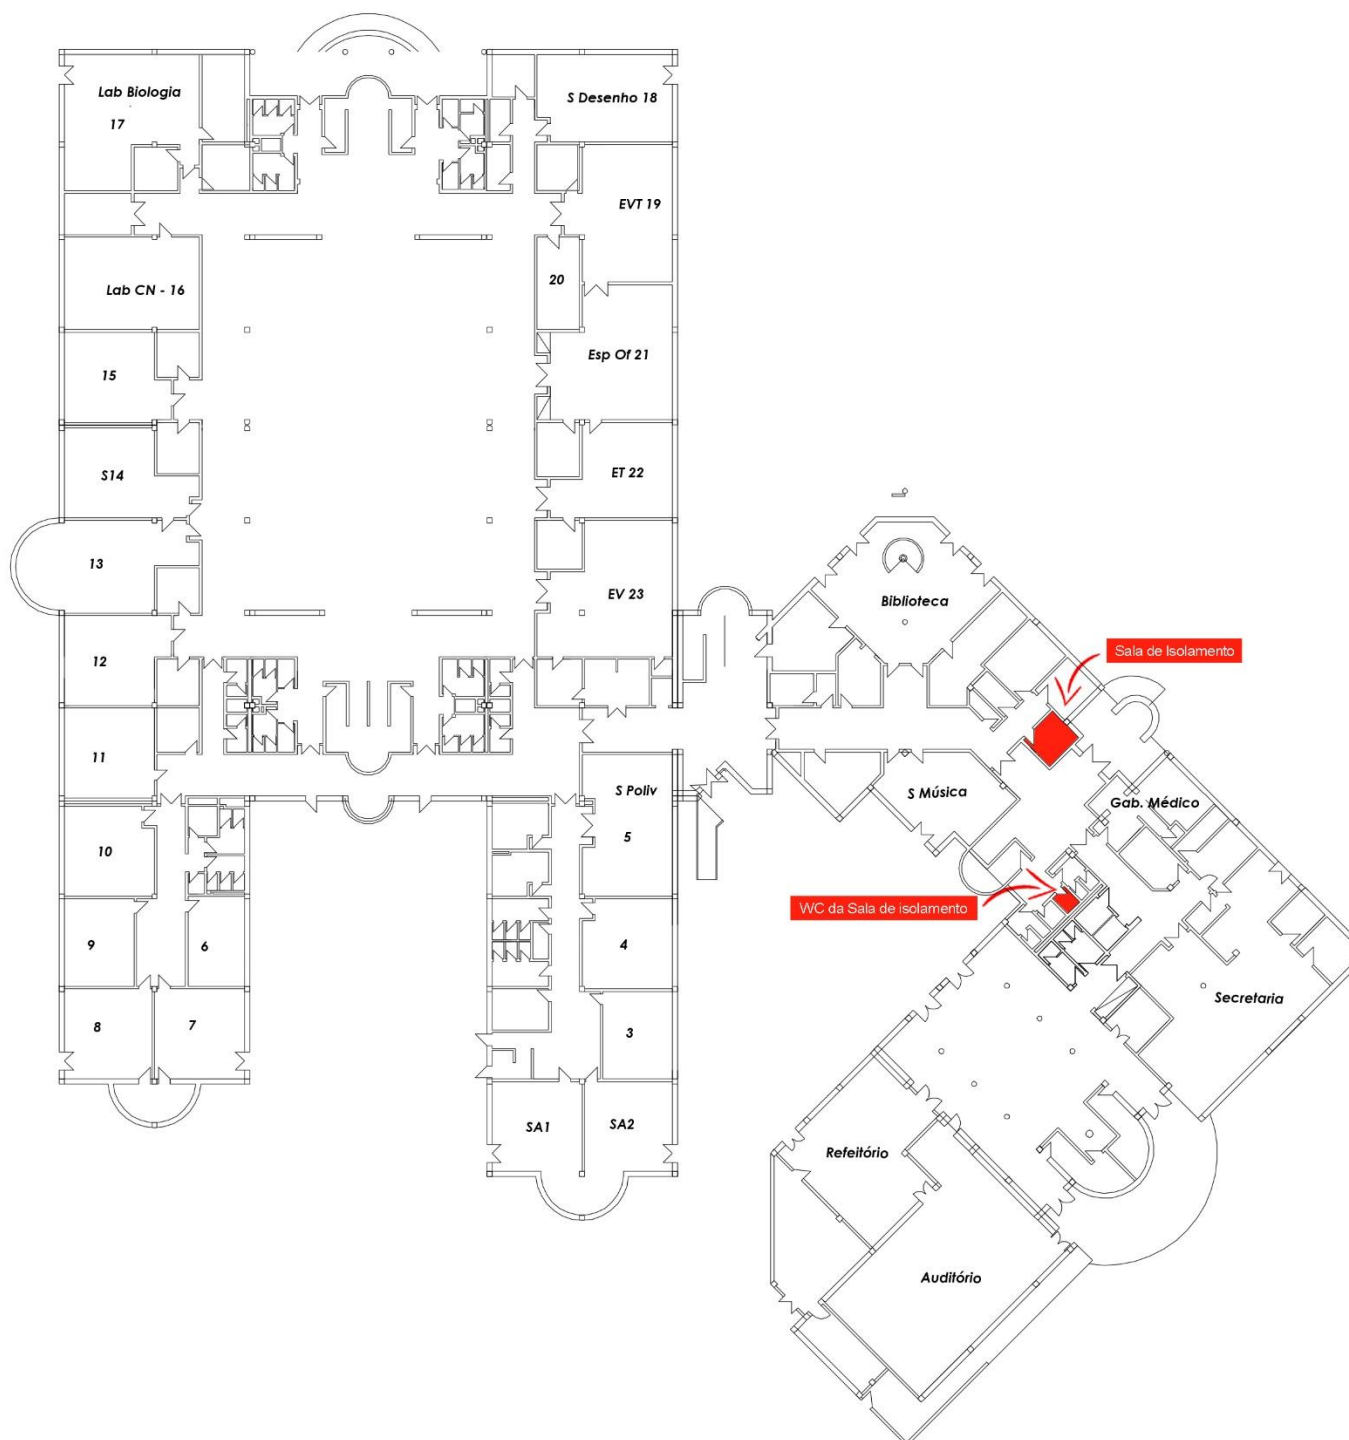 Lab Biologia
17
S Desenho 18
EVT 19
20
Lab CN - 16
Esp Of 21
15
S14
ET 22
13
EV 23
Biblioteca
12
Sala de Isolamento
11
S Poliv
5
S Música
Gab. Médico
10
WC da Sala de isolamento
9
6
4
Secretaria
8
7
3
SA1
SA2
Refeitório
Auditório